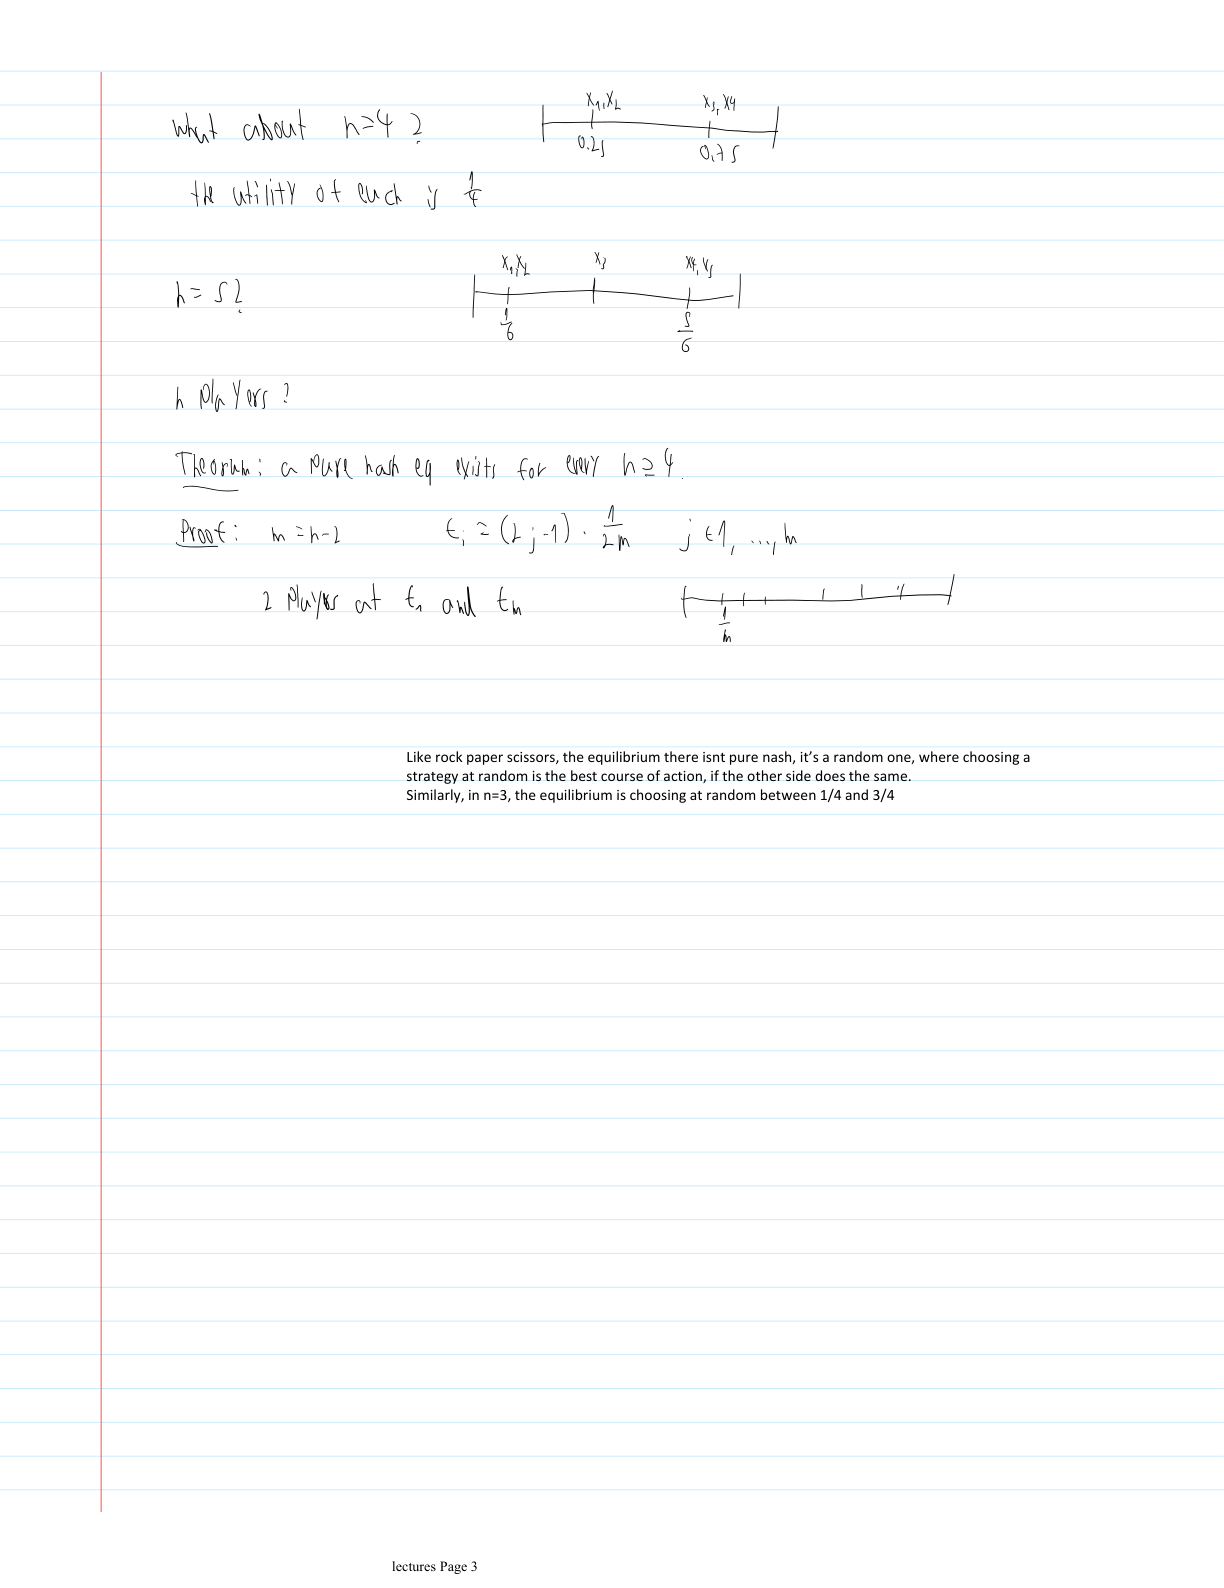 What about n=4 ?
x1,x2 x3,x4
0.25 0.75
the utility of each is 1/4
x1,x2 x3 x4,x5
n= 5?
1/6 5/6
n players?
Theorum: a pure nash eq exists for every n≥4.
Proof: m=n-2 tj = (2j-1) · 1/2m j ∈ 1, ..., m
2 players at t1 and tm
1/m
Like rock paper scissors, the equilibrium there isnt pure nash, it's a random one, where choosing a
strategy at random is the best course of action, if the other side does the same.
Similarly, in n=3, the equilibrium is choosing at random between 1/4 and 3/4
lectures Page 3